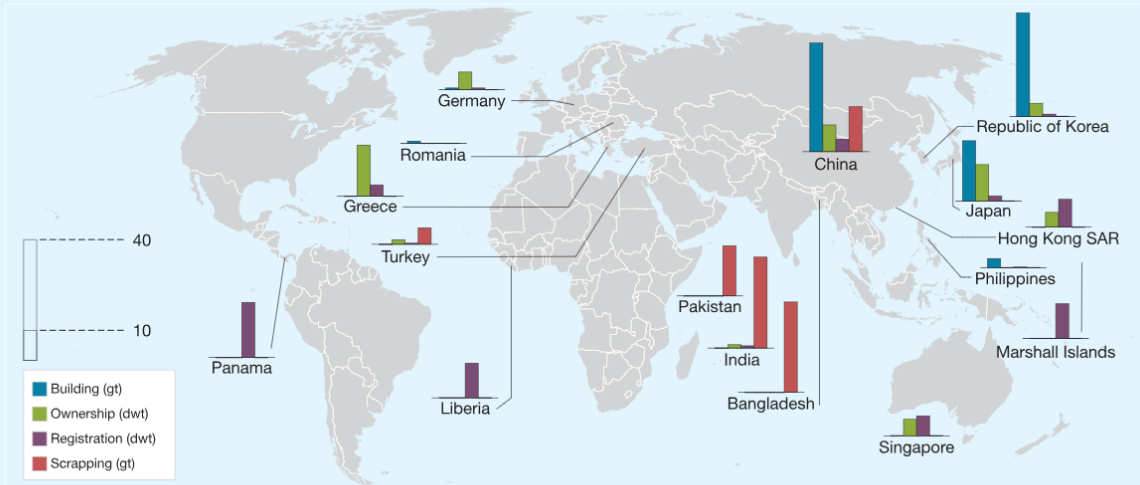 Germany
Romania
Greece
Turkey
China
Republic of Korea
Japan
Hong Kong SAR
Philippines
Marshall Islands
Pakistan
India
Bangladesh
Singapore
Panama
Liberia
40
10
Building (gt)
Ownership (dwt)
Registration (dwt)
Scrapping (gt)